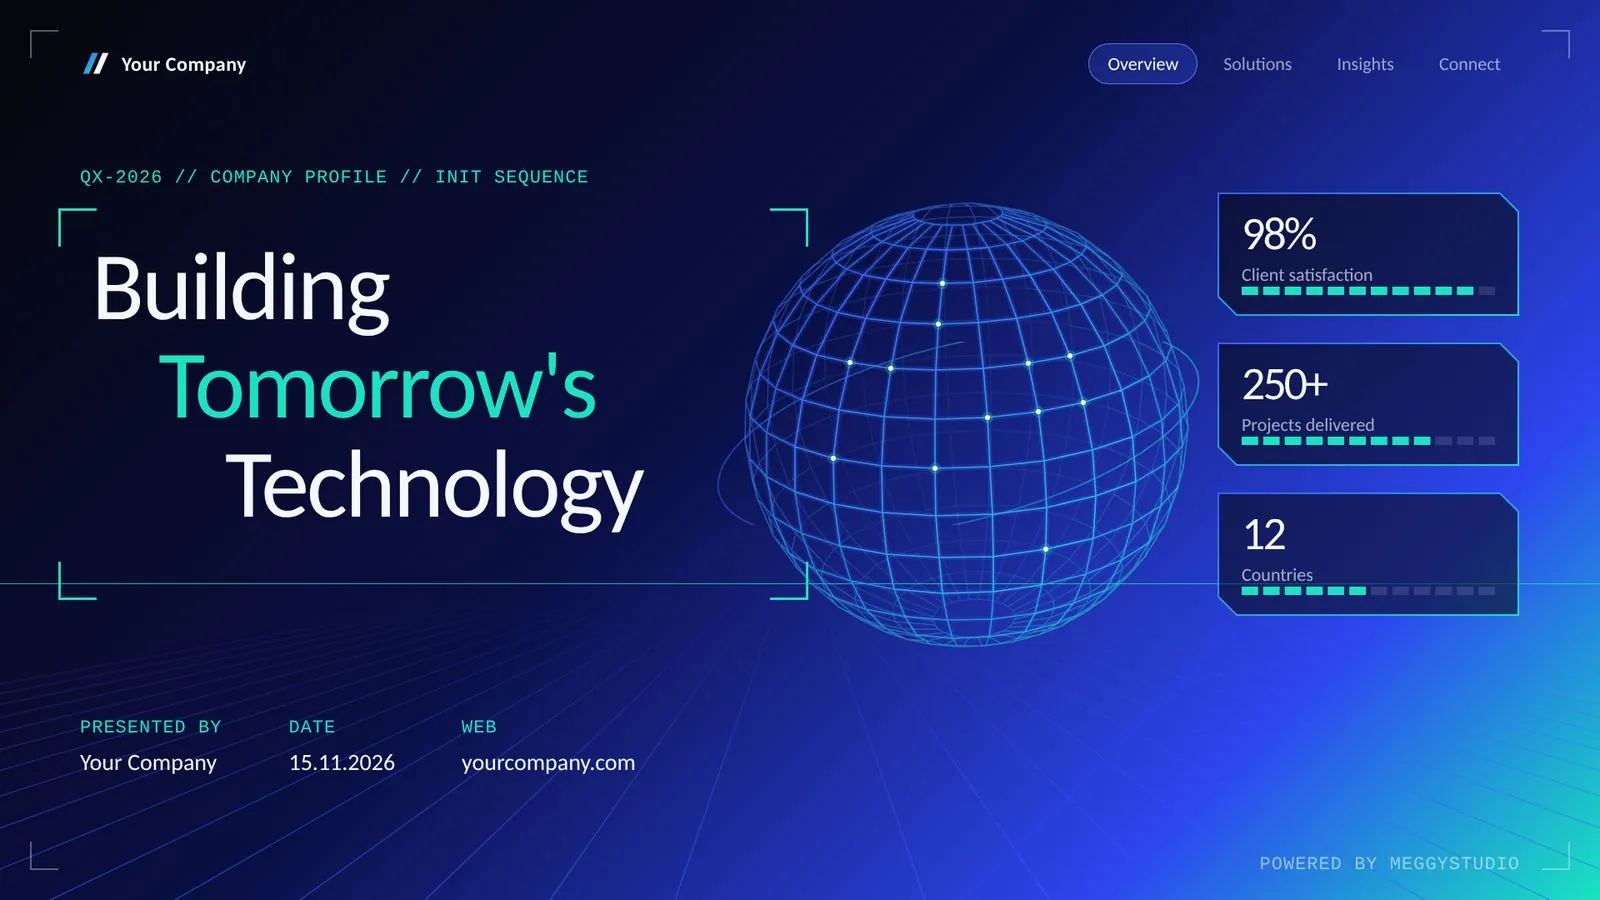 Your Company
Overview
Solutions
Insights
Connect
QX-2026 // COMPANY PROFILE // INIT SEQUENCE
Building
Tomorrow's
Technology
98%
Client satisfaction
250+
Projects delivered
12
Countries
PRESENTED BY
Your Company
DATE
15.11.2026
WEB
yourcompany.com
POWERED BY MEGGYSTUDIO